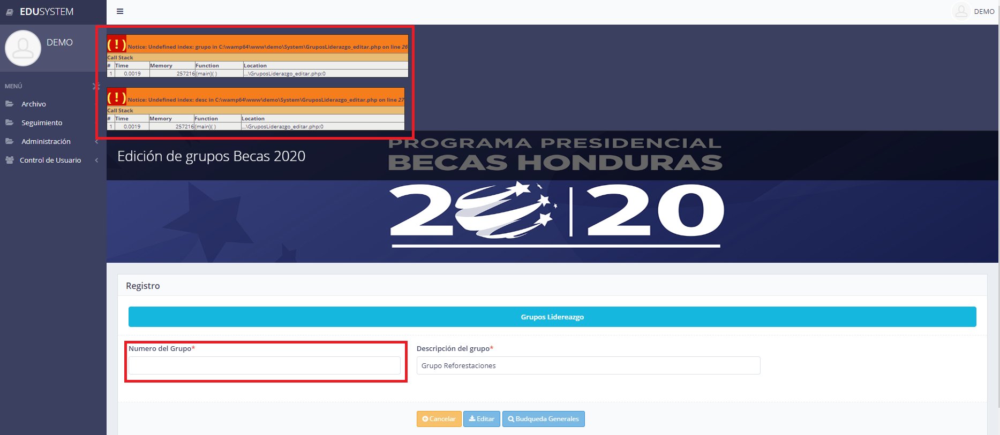 EDUSYSTEM
DEMO
DEMO
MENÚ
Archivo
Seguimiento
Administración
Control de Usuario
( ! ) Notice: Undefined index: grupo in C:\wamp64\www\demo\System\GruposLiderazgo_editar.php on line 26
Call Stack
# Time Memory Function Location
1 0.0019 257216 {main}( ) ...\GruposLiderazgo_editar.php:0
( ! ) Notice: Undefined index: desc in C:\wamp64\www\demo\System\GruposLiderazgo_editar.php on line 27
Call Stack
# Time Memory Function Location
1 0.0019 257216 {main}( ) ...\GruposLiderazgo_editar.php:0
Edición de grupos Becas 2020
PROGRAMA PRESIDENCIAL
BECAS HONDURAS
20|20
Registro
Grupos Lidereazgo
Numero del Grupo*
Descripción del grupo*
Grupo Reforestaciones
Cancelar
Editar
Budqueda Generales